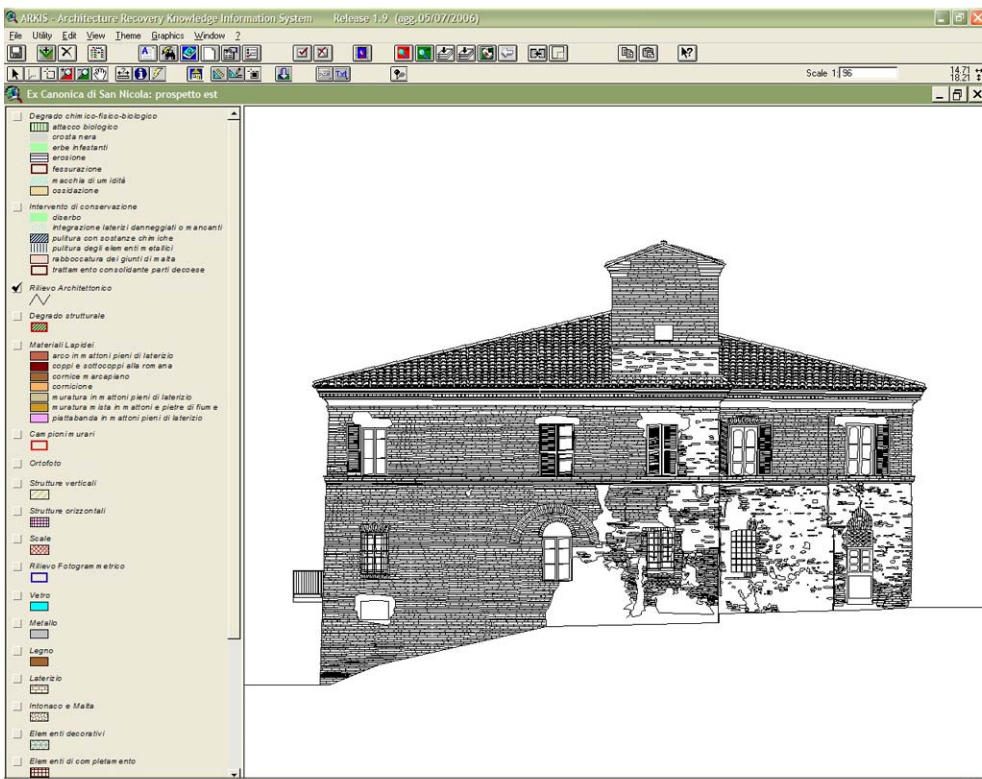 ARKIS - Architecture Recovery Knowledge Information System Release 1.9 (agg.05/07/2006)
File Utility Edit View Theme Graphics Window ?
Txt
Scale 1: 96
14.71
18.21
Ex Canonica di San Nicola: prospetto est
Degrado chimico-fisico-biologico
attacco biologico
crosta nera
erbe infestanti
erosione
fessurazione
macchia di umidità
ossidazione
Intervento di conservazione
diserbo
integrazione laterizi danneggiati o mancanti
pulitura con sostanze chimiche
pulitura degli elementi metallici
rabboccatura dei giunti di malta
trattamento consolidante parti decoese
Rilievo Architettonico
Degrado strutturale
Materiali Lapidei
arco in mattoni pieni di laterizio
coppi e sottocoppi alla romana
cornice marcapiano
cornicione
muratura in mattoni pieni di laterizio
muratura mista in mattoni e pietre di fiume
piattabanda in mattoni pieni di laterizio
Campioni murari
Ortofoto
Strutture verticali
Strutture orizzontali
Scale
Rilievo Fotogrammetrico
Vetro
Metallo
Legno
Laterizio
Intonaco e Malta
Elementi decorativi
Elementi di completamento